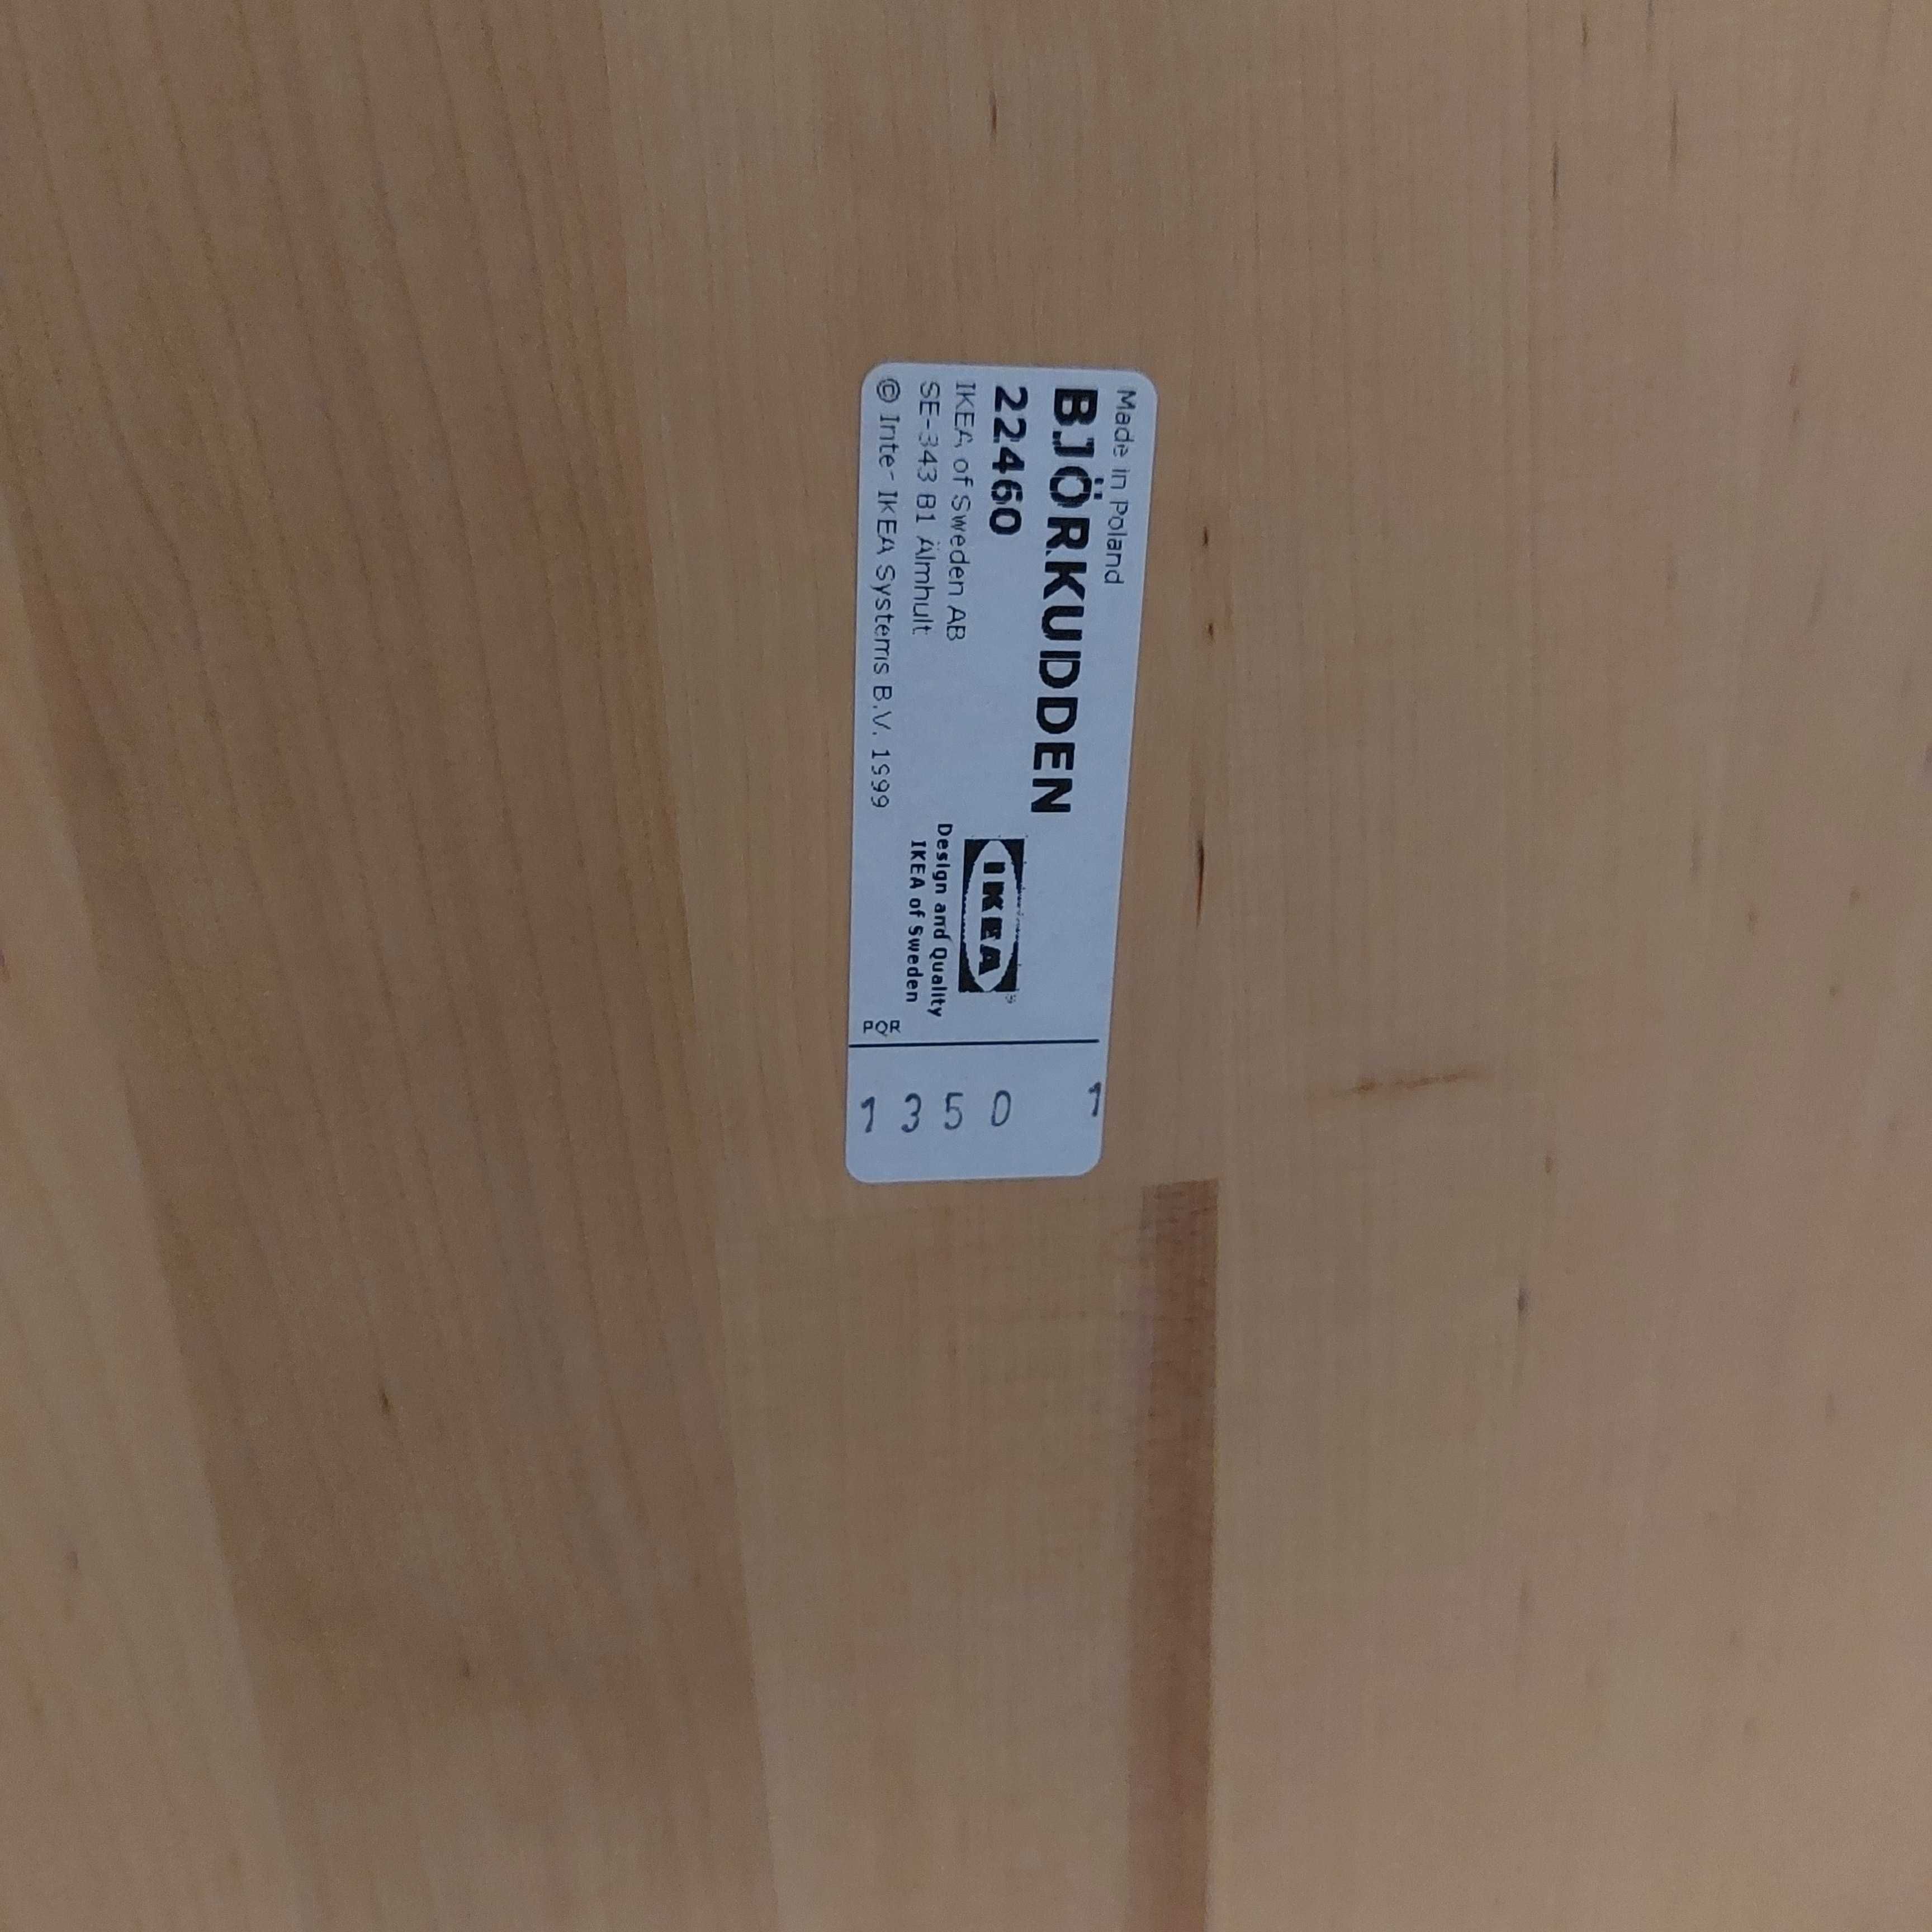 Made in Poland
BJÖRKUDDEN
22460
IKEA of Sweden AB
SE-343 81 Älmhult
© Inter IKEA Systems B.V. 1999
IKEA®
Design and Quality
IKEA of Sweden
PQR
1
1350